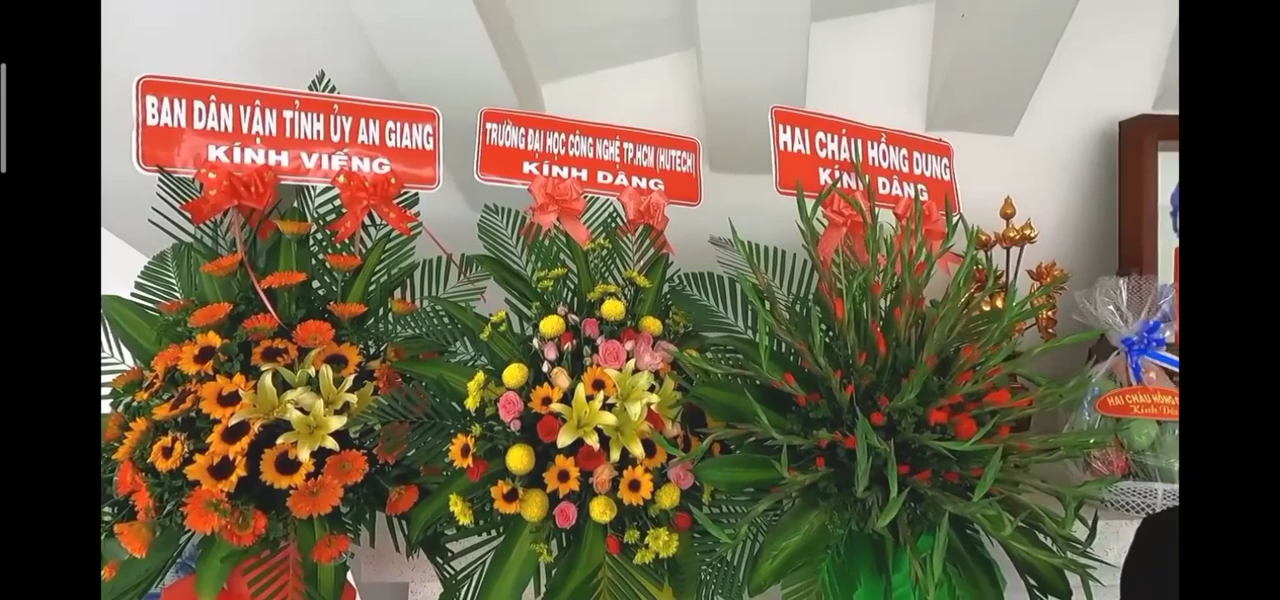 BAN DÂN VẬN TỈNH ỦY AN GIANG
KÍNH VIẾNG
TRƯỜNG ĐẠI HỌC CÔNG NGHỆ TP.HCM (HUTECH)
KÍNH DÂNG
HAI CHÁU HỒNG DUNG
KÍNH DÂNG
HAI CHÁU HỒNG
Kính